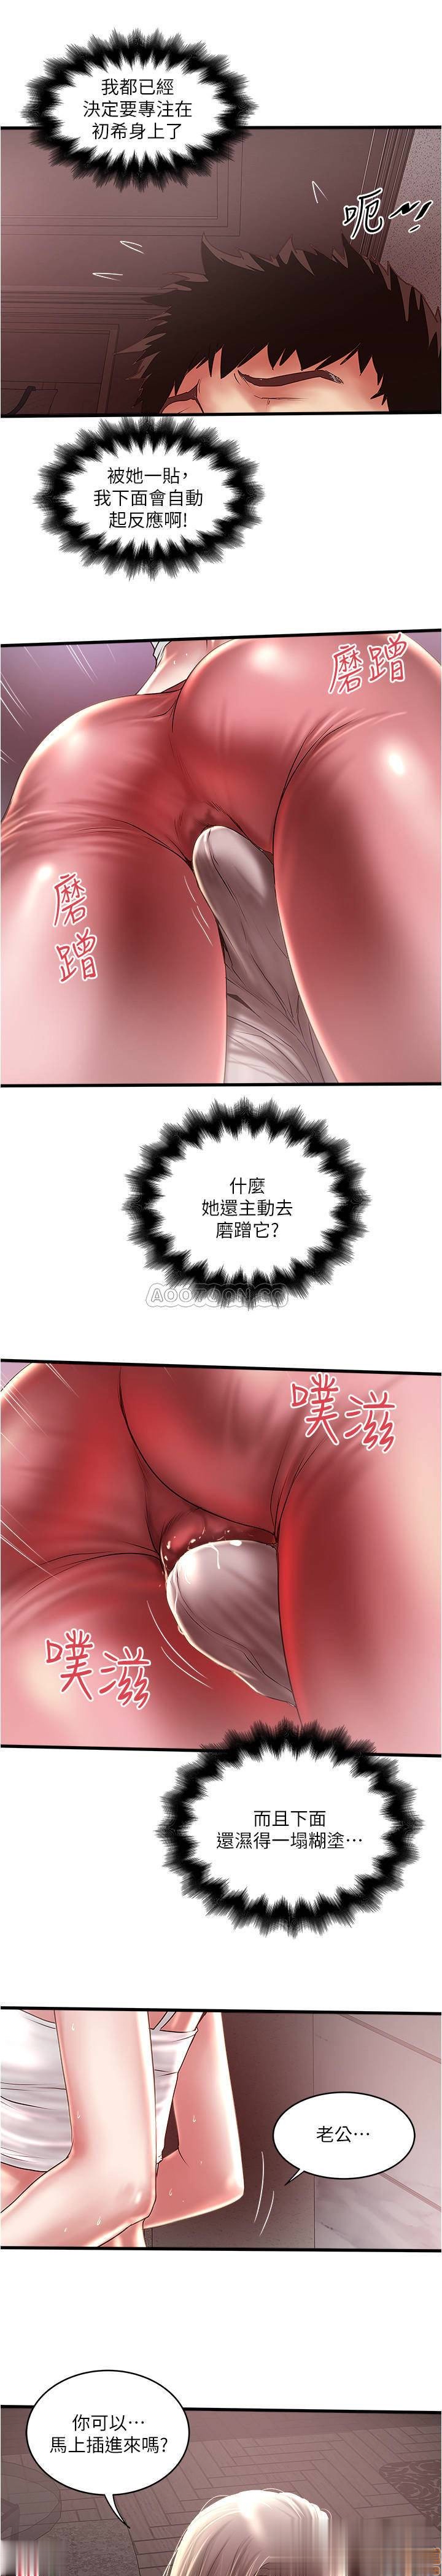 我都已經
決定要專注在
初希身上了
呃
被她一貼,
我下面會自動
起反應啊!
磨蹭
磨
蹭
什麼
她還主動去
磨蹭它?
AOOTOON.CO
噗滋
噗滋
而且下面
還濕得一塌糊塗⋯
老公⋯
你可以⋯
馬上插進來嗎?